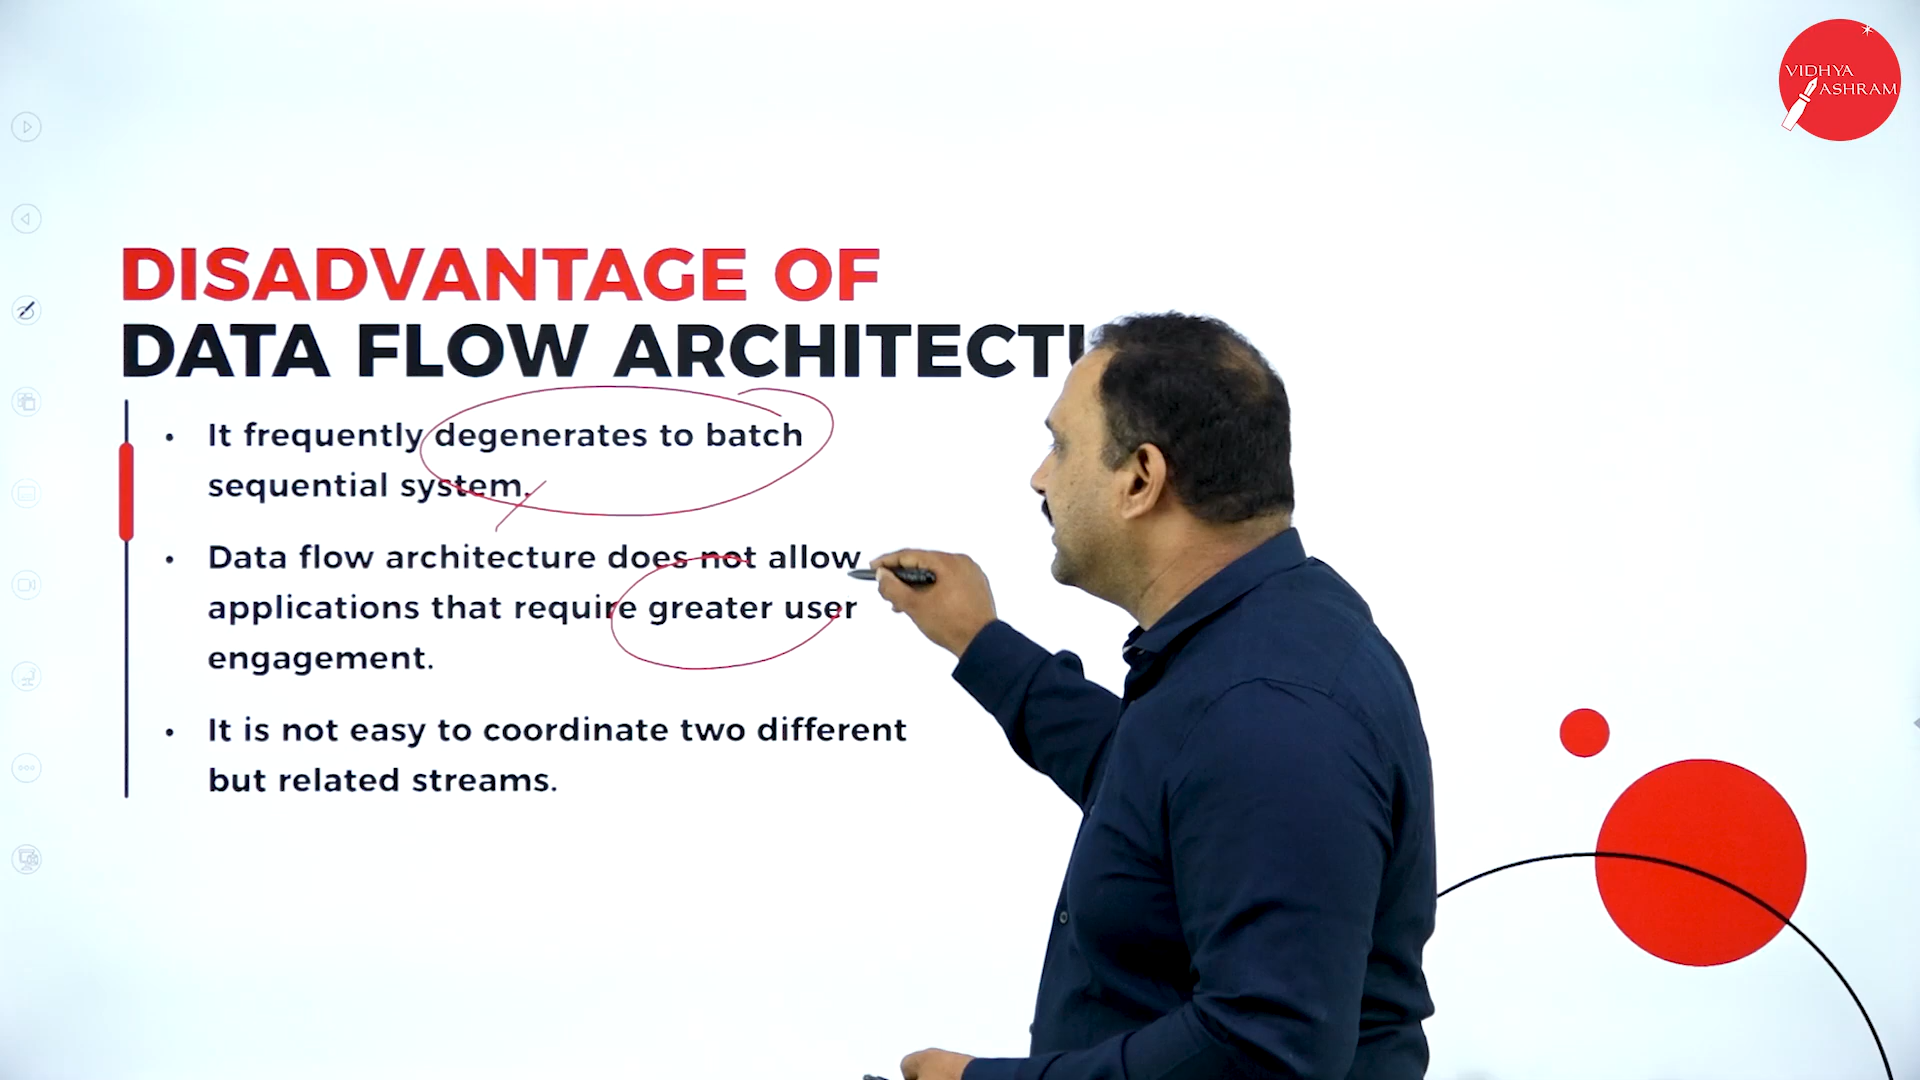 VIDHYA
ASHRAM
DISADVANTAGE OF
DATA FLOW
• It frequently degenerates to batch
sequential system.
• Data flow architecture does not allow
applications that require greater user
engagement.
• It is not easy to coordinate two different
but related streams.